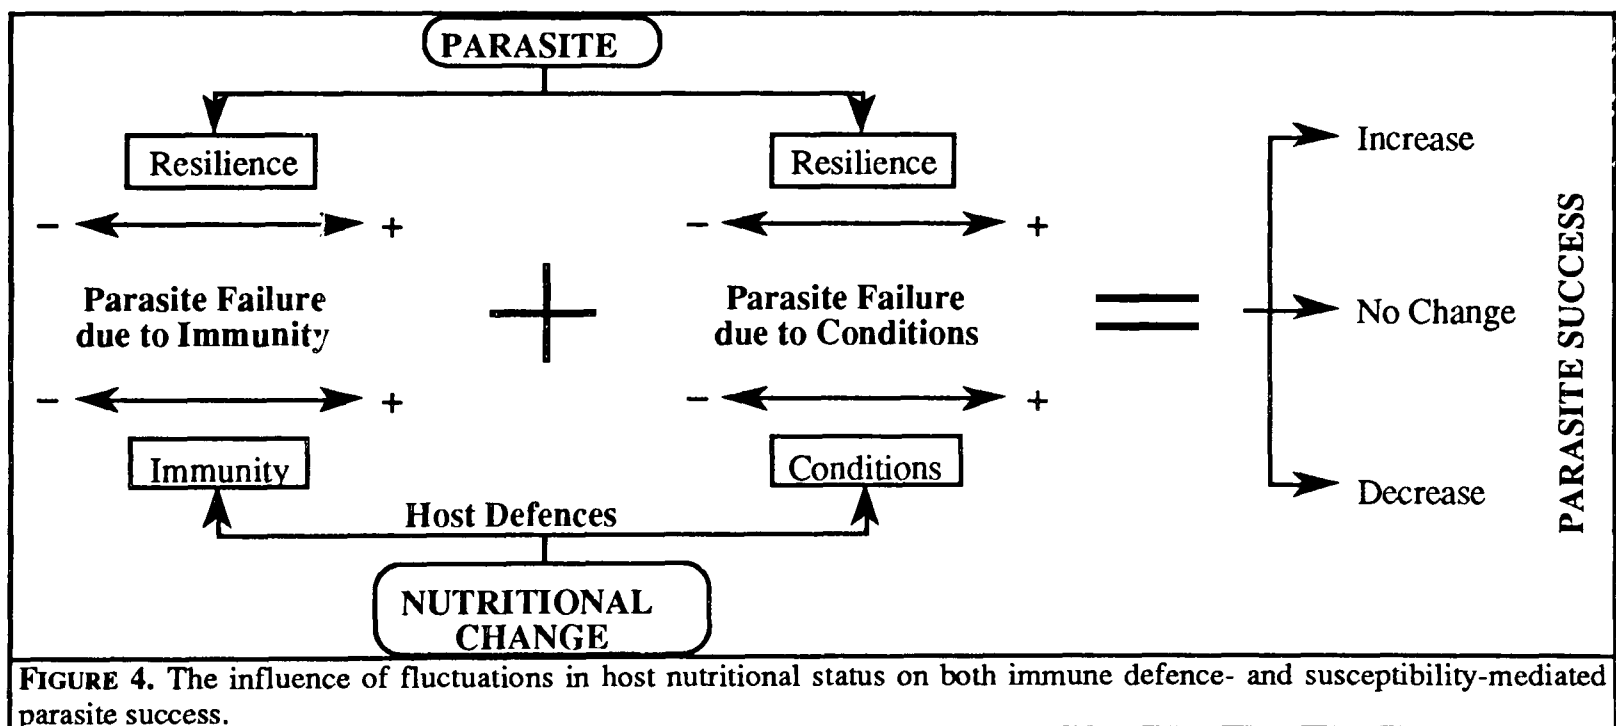 PARASITE
Resilience
Resilience
- +
- +
Parasite Failure
due to Immunity
+
Parasite Failure
due to Conditions
=
- +
- +
Immunity
Conditions
Host Defences
NUTRITIONAL
CHANGE
Increase
No Change
Decrease
PARASITE SUCCESS
FIGURE 4. The influence of fluctuations in host nutritional status on both immune defence- and susceptibility-mediated
parasite success.